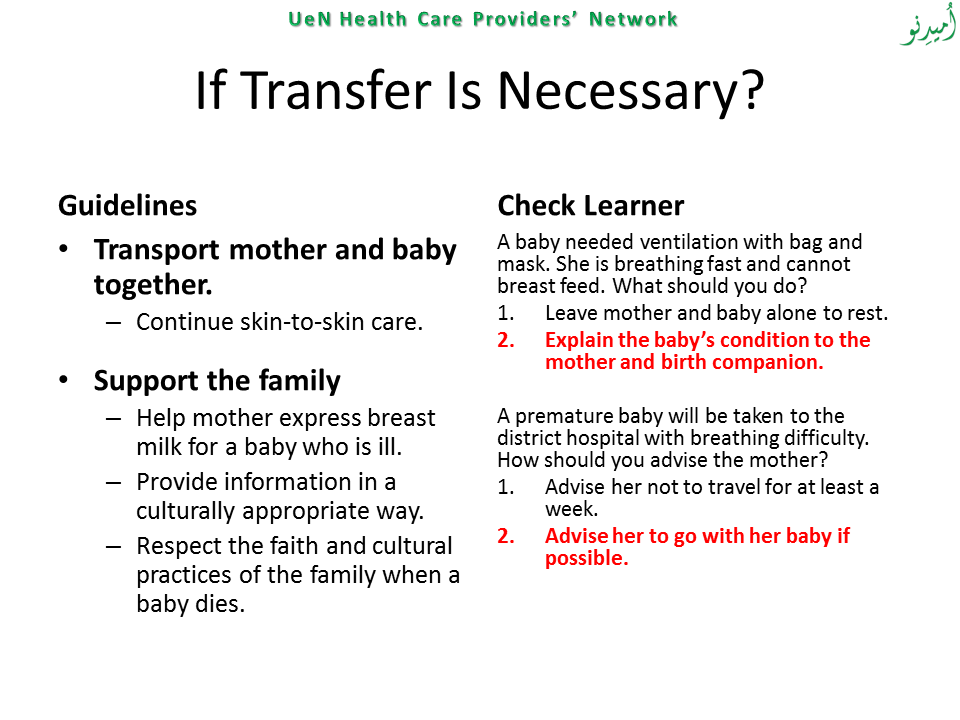 UeN Health Care Providers’ Network
اُميدِنو
If Transfer Is Necessary?
Guidelines
• Transport mother and baby
together.
– Continue skin-to-skin care.
• Support the family
– Help mother express breast
milk for a baby who is ill.
– Provide information in a
culturally appropriate way.
– Respect the faith and cultural
practices of the family when a
baby dies.
Check Learner
A baby needed ventilation with bag and
mask. She is breathing fast and cannot
breast feed. What should you do?
1. Leave mother and baby alone to rest.
2. Explain the baby’s condition to the
mother and birth companion.
A premature baby will be taken to the
district hospital with breathing difficulty.
How should you advise the mother?
1. Advise her not to travel for at least a
week.
2. Advise her to go with her baby if
possible.